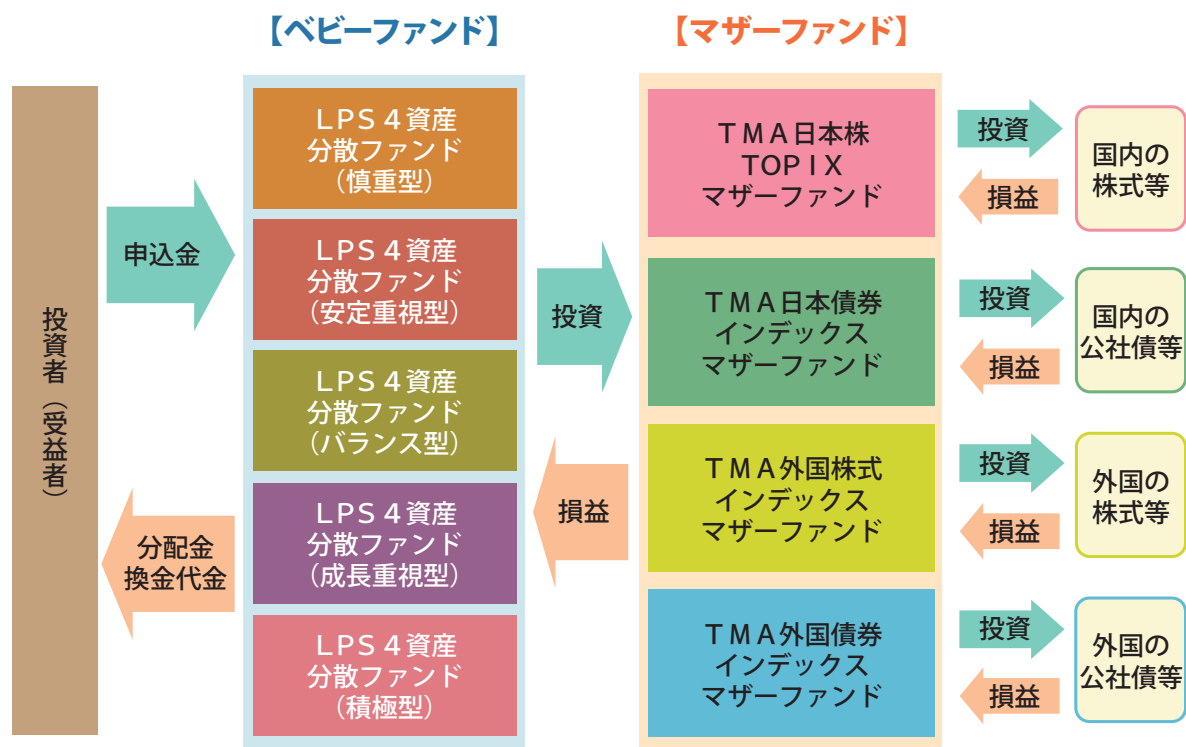 【ベビーファンド】
【マザーファンド】
投資者（受益者）
申込金
分配金
換金代金
ＬＰＳ４資産
分散ファンド
（慎重型）
ＬＰＳ４資産
分散ファンド
（安定重視型）
ＬＰＳ４資産
分散ファンド
（バランス型）
ＬＰＳ４資産
分散ファンド
（成長重視型）
ＬＰＳ４資産
分散ファンド
（積極型）
投資
損益
ＴＭＡ日本株
TOPＩX
マザーファンド
投資
損益
国内の
株式等
ＴＭＡ日本債券
インデックス
マザーファンド
投資
損益
国内の
公社債等
ＴＭＡ外国株式
インデックス
マザーファンド
投資
損益
外国の
株式等
ＴＭＡ外国債券
インデックス
マザーファンド
投資
損益
外国の
公社債等